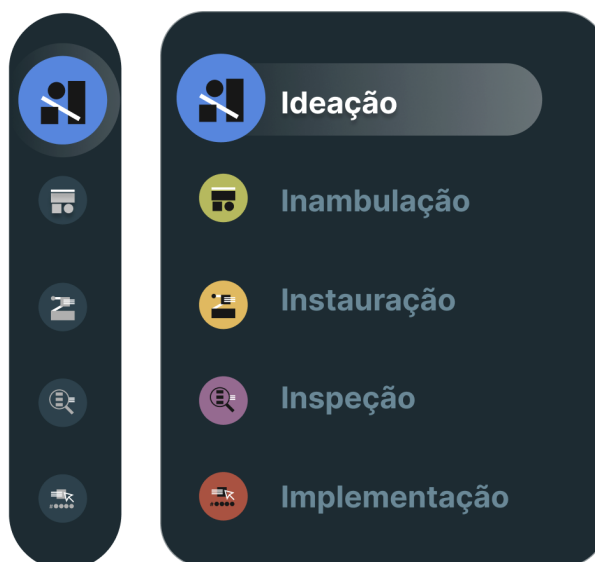 Ideação
Inambulação
Instauração
Inspeção
Implementação